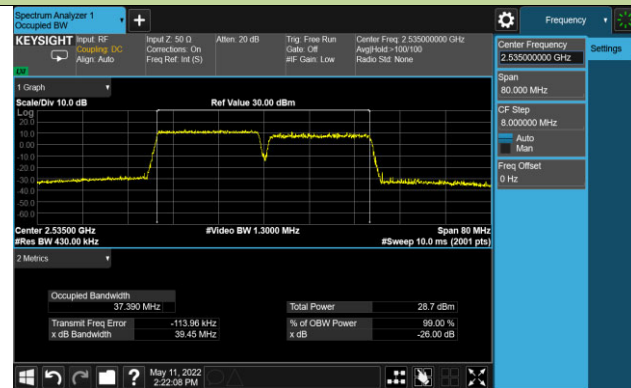 Spectrum Analyzer 1
Occupied BW
Frequency
KEYSIGHT
Input: RF
Coupling: DC
Align: Auto
Input Z: 50 Ω
Corrections: On
Freq Ref: Int (S)
Atten: 20 dB
Trig: Free Run
Gate: Off
#IF Gain: Low
Center Freq: 2.535000000 GHz
Avg|Hold:>100/100
Radio Std: None
Center Frequency
2.535000000 GHz
Settings
Span
80.000 MHz
CF Step
8.000000 MHz
Auto
Man
Freq Offset
0 Hz
1 Graph
Scale/Div 10.0 dB
Ref Value 30.00 dBm
Log
20.0
10.0
0.00
-10.0
-20.0
-30.0
-40.0
-50.0
-60.0
Center 2.53500 GHz
#Video BW 1.3000 MHz
Span 80 MHz
#Res BW 430.00 kHz
#Sweep 10.0 ms (2001 pts)
2 Metrics
Occupied Bandwidth
37.390 MHz
Total Power 28.7 dBm
Transmit Freq Error -113.96 kHz
% of OBW Power 99.00 %
x dB Bandwidth 39.45 MHz
x dB -26.00 dB
?
May 11, 2022
2:22:08 PM